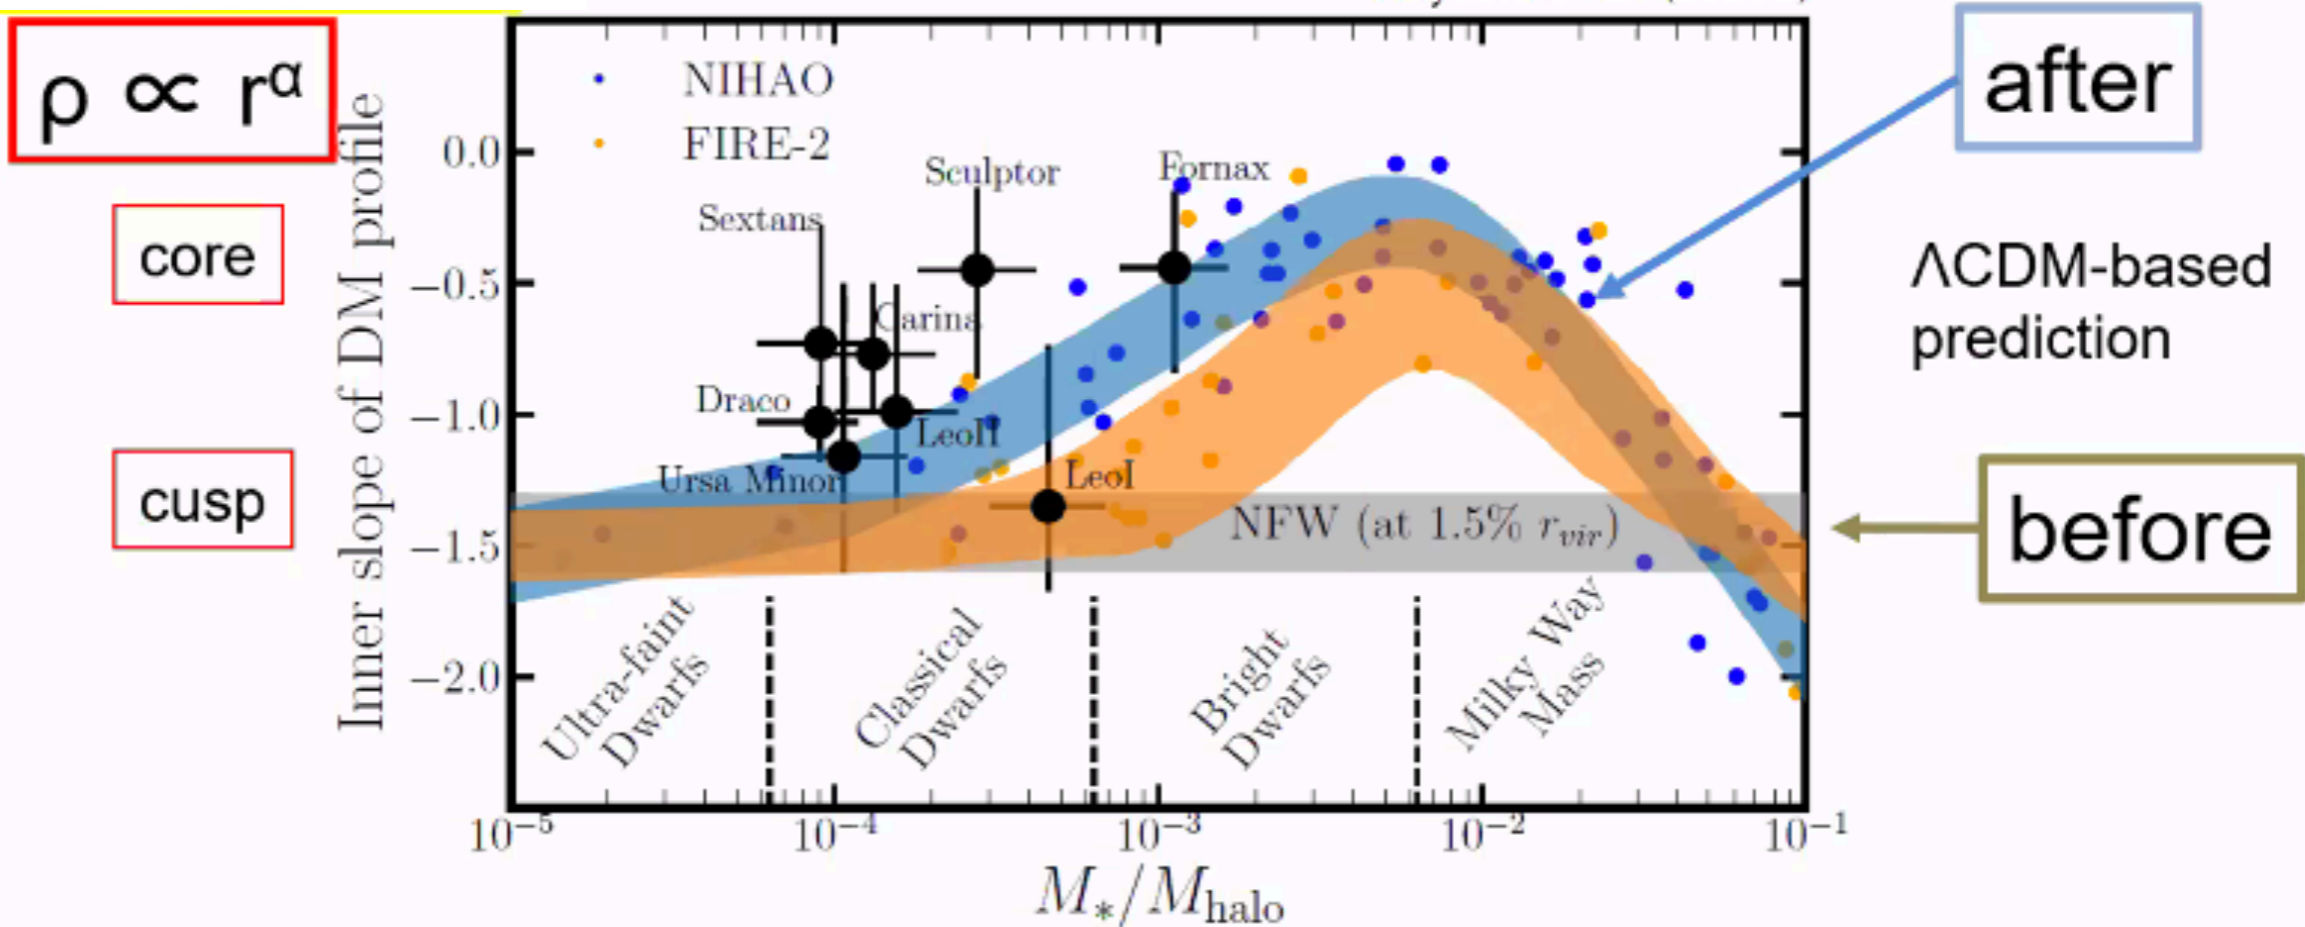 ρ ∝ r^α
core
cusp
Inner slope of DM profile
0.0
−0.5
−1.0
−1.5
−2.0
NIHAO
FIRE-2
Sculptor
Fornax
Sextans
Carina
Draco
LeoII
Ursa Minor
LeoI
NFW (at 1.5% r_vir)
Ultra-faint
Dwarfs
Classical
Dwarfs
Bright
Dwarfs
Milky Way
Mass
10^−5
10^−4
10^−3
10^−2
10^−1
M_*/M_halo
after
ΛCDM-based
prediction
before